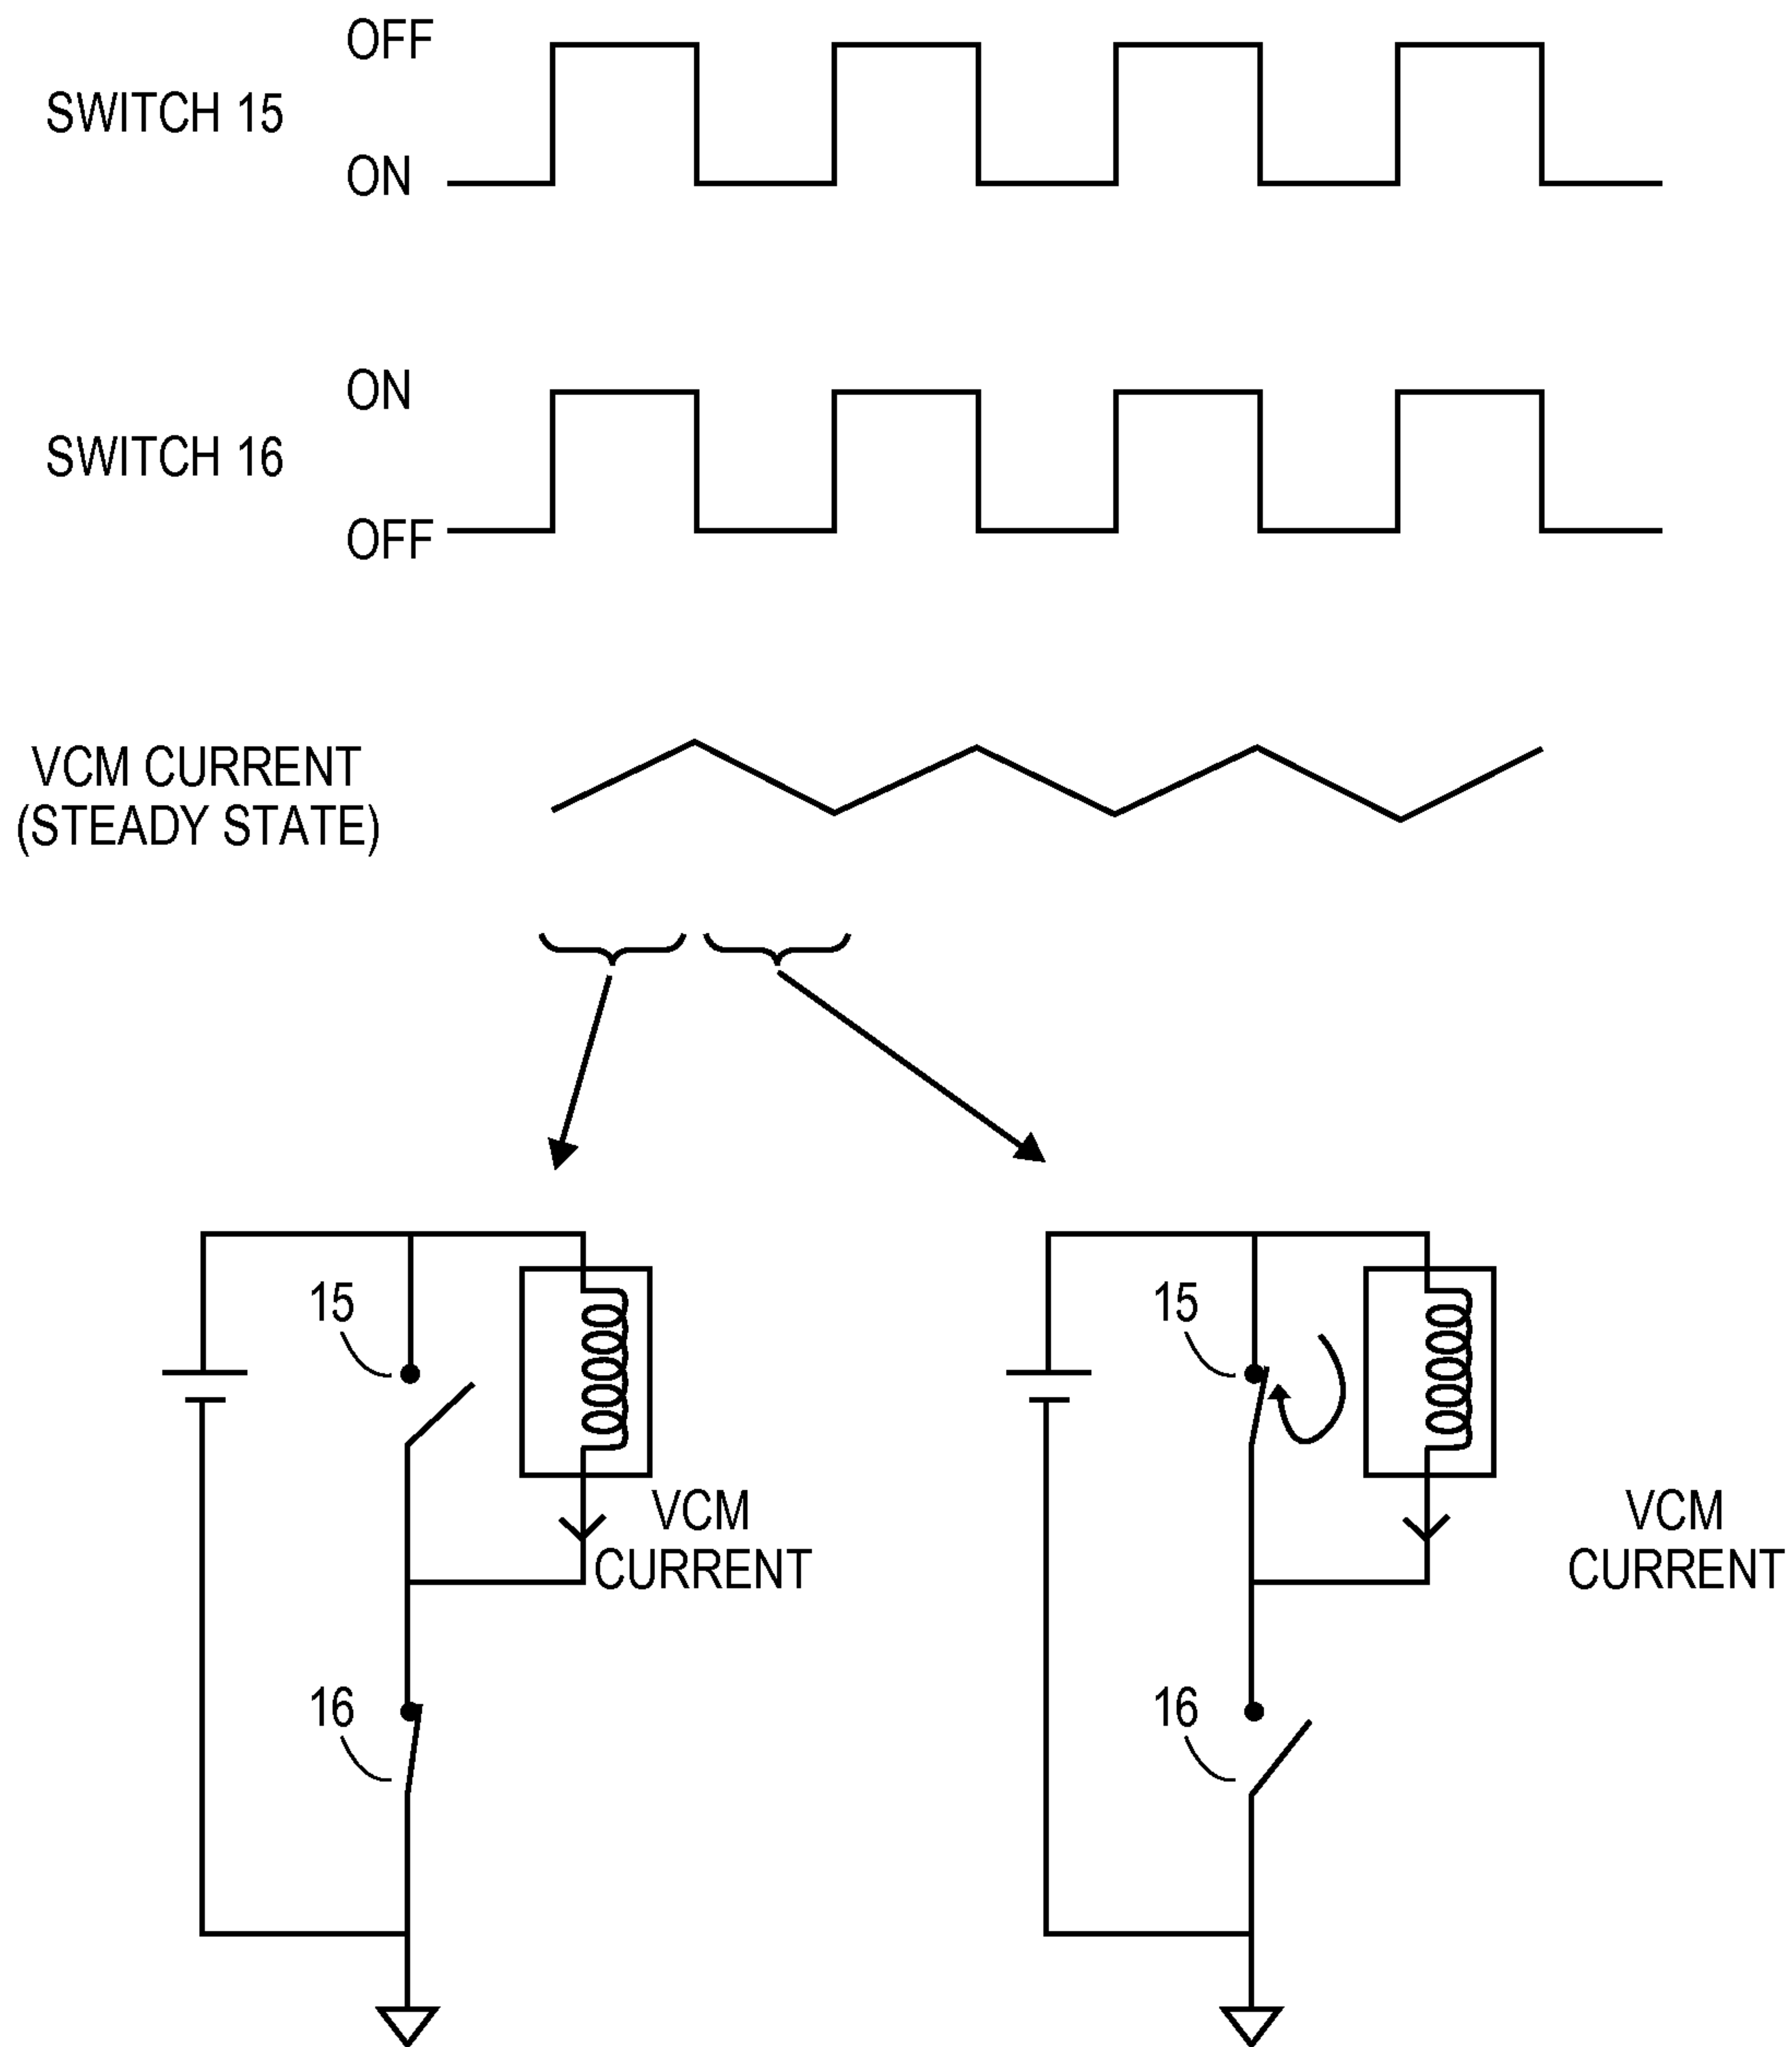 OFF
SWITCH 15
ON
ON
SWITCH 16
OFF
VCM CURRENT
(STEADY STATE)
15
15
VCM
CURRENT
VCM
CURRENT
16
16